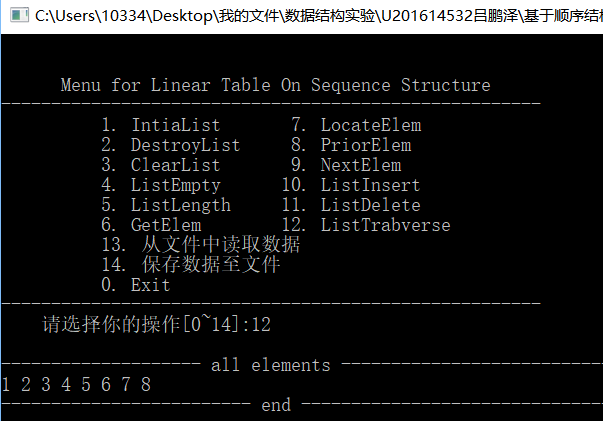 C:\Users\10334\Desktop\我的文件\数据结构实验\U201614532吕鹏泽\基于顺序结
Menu for Linear Table On Sequence Structure
1. IntiaList 7. LocateElem
2. DestroyList 8. PriorElem
3. ClearList 9. NextElem
4. ListEmpty 10. ListInsert
5. ListLength 11. ListDelete
6. GetElem 12. ListTrabverse
13. 从文件中读取数据
14. 保存数据至文件
0. Exit
请选择你的操作[0~14]:12
-------------------- all elements --------------------
1 2 3 4 5 6 7 8
------------------------- end -------------------------